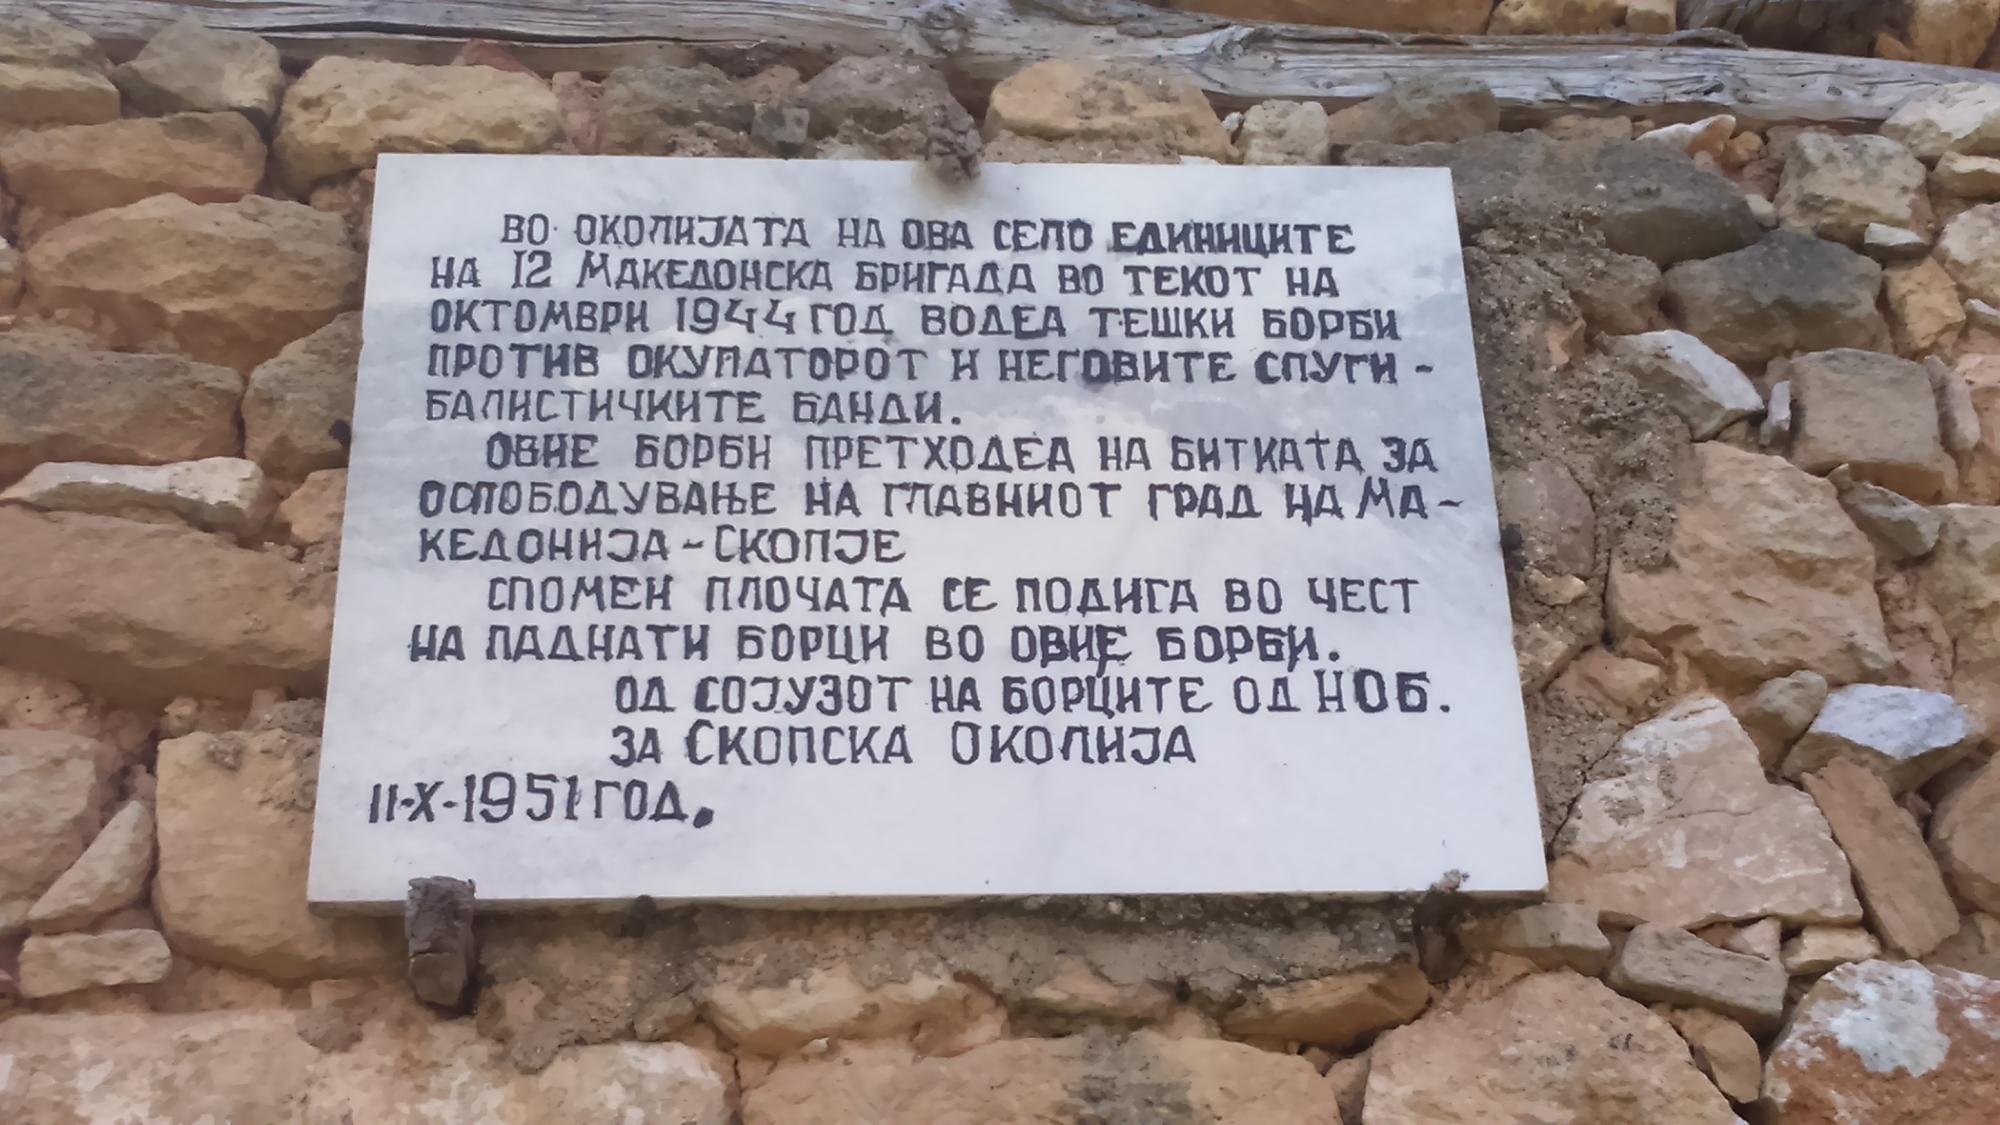 ВО ОКОЛИЈАТА НА ОВА СЕЛО ЕДИНИЦИТЕ
НА 12 МАКЕДОНСКА БРИГАДА ВО ТЕКОТ НА
ОКТОМВРИ 1944 ГОД ВОДЕА ТЕШКИ БОРБИ
ПРОТИВ ОКУПАТОРОТ И НЕГОВИТЕ СЛУГИ -
БАЛИСТИЧКИТЕ БАНДИ.
ОВИЕ БОРБИ ПРЕТХОДЕА НА БИТКАТА ЗА
ОСЛОБОДУВАЊЕ НА ГЛАВНИОТ ГРАД НА МА-
КЕДОНИЈА - СКОПЈЕ
СПОМЕН ПЛОЧАТА СЕ ПОДИГА ВО ЧЕСТ
НА ПАДНАТИ БОРЦИ ВО ОВИЕ БОРБИ.
ОД СОЈУЗОТ НА БОРЦИТЕ ОД НОБ.
ЗА СКОПСКА ОКОЛИЈА
11-X-1951 ГОД.